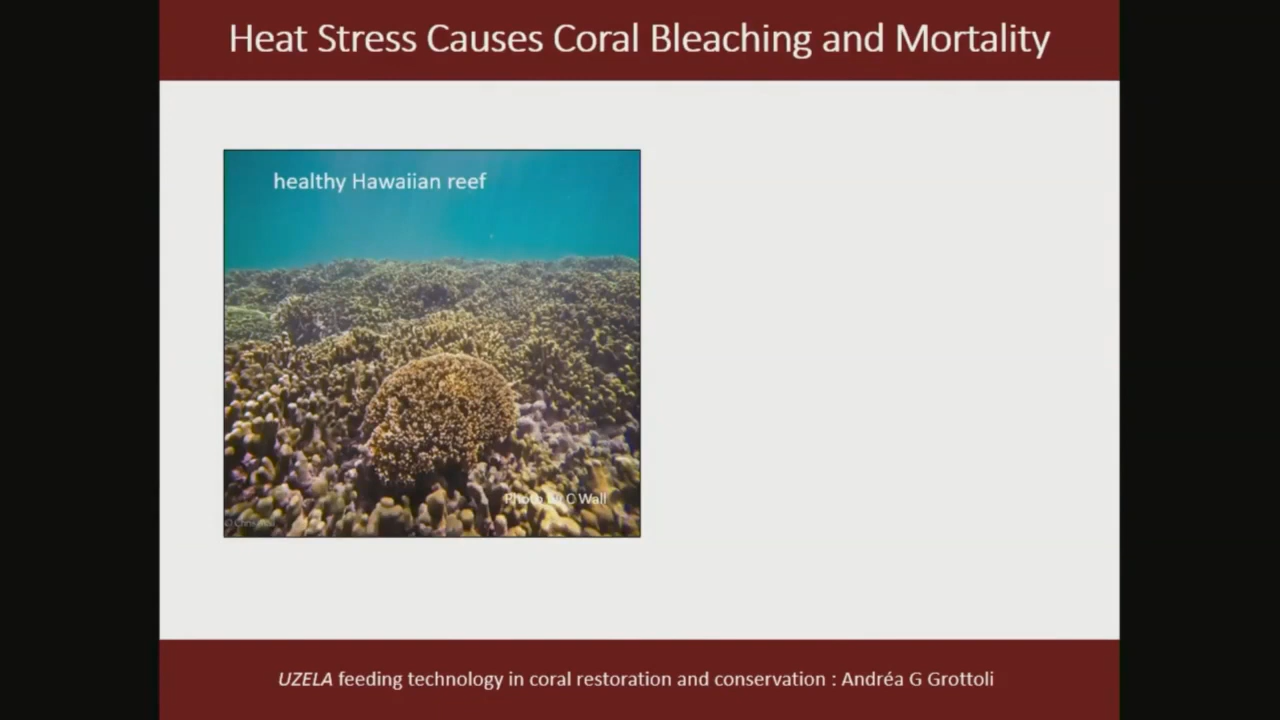 Heat Stress Causes Coral Bleaching and Mortality
healthy Hawaiian reef
Photo by C Wall
UZELA feeding technology in coral restoration and conservation : Andréa G Grottoli